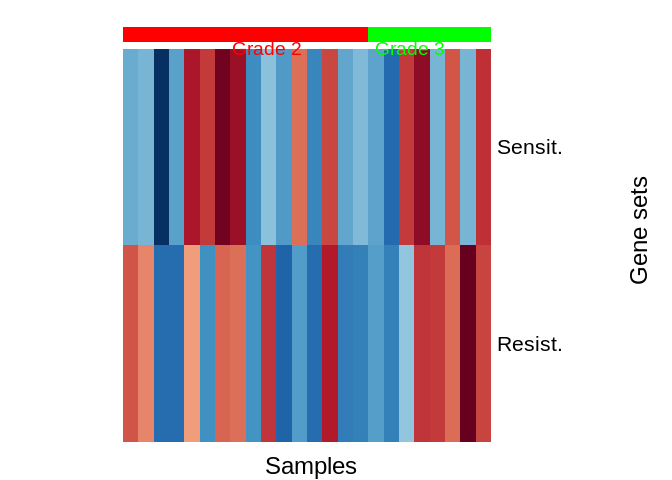 Grade 2
Grade 3
Sensit.
Resist.
Gene sets
Samples